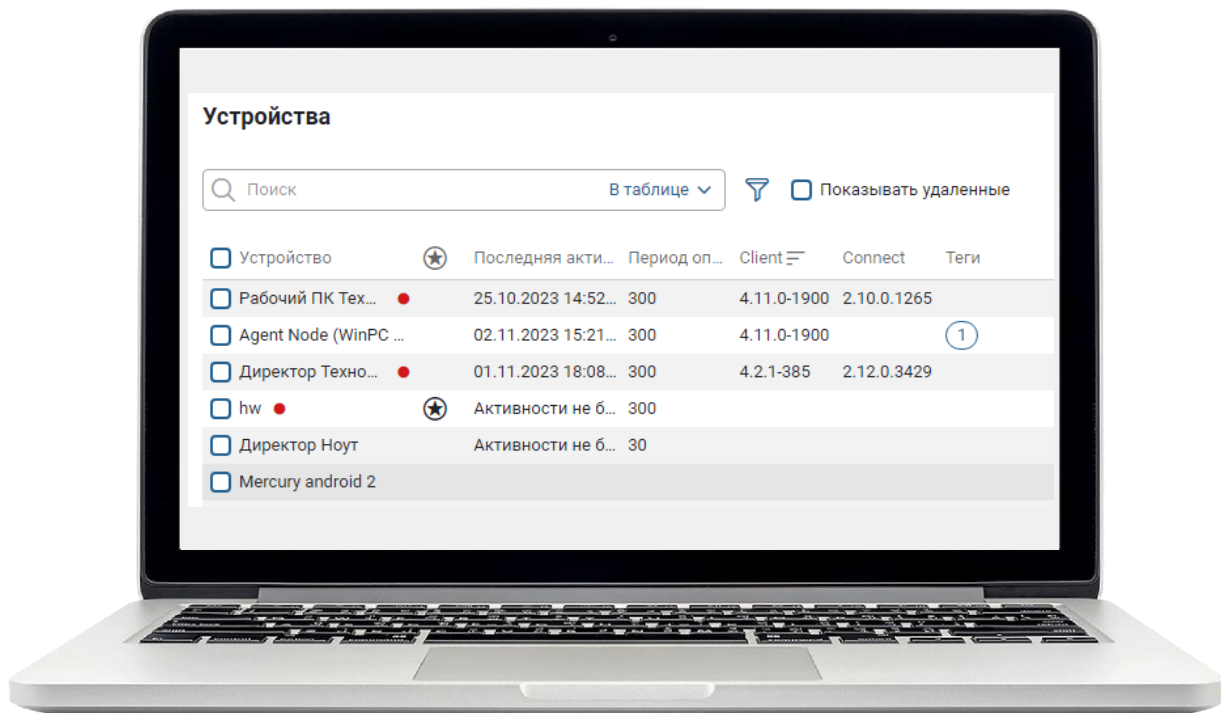 Устройства
Поиск В таблице Показывать удаленные
Устройство Последняя акти... Период оп... Client Connect Теги
Рабочий ПК Тех... 25.10.2023 14:52... 300 4.11.0-1900 2.10.0.1265
Agent Node (WinPC ... 02.11.2023 15:21... 300 4.11.0-1900 1
Директор Техно... 01.11.2023 18:08... 300 4.2.1-385 2.12.0.3429
hw Активности не б... 300
Директор Ноут Активности не б... 30
Mercury android 2